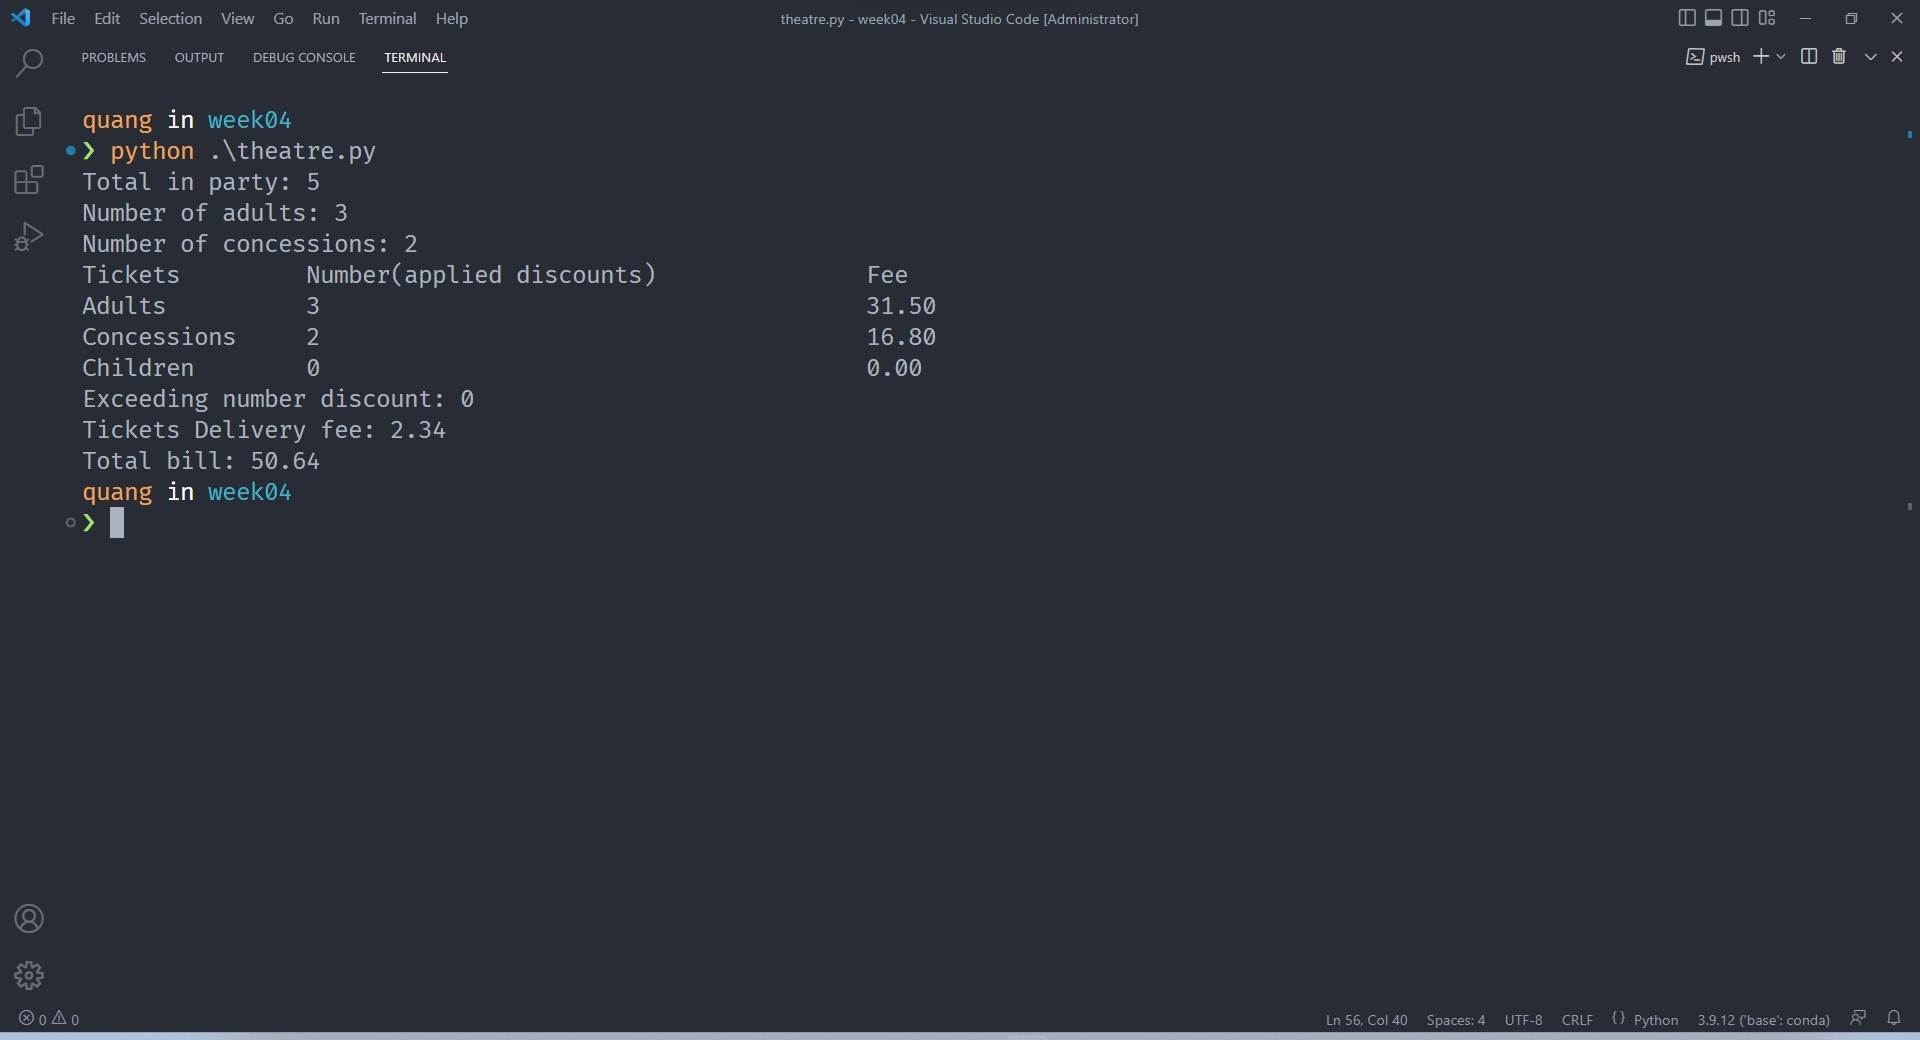 File Edit Selection View Go Run Terminal Help theatre.py - week04 - Visual Studio Code [Administrator]
PROBLEMS OUTPUT DEBUG CONSOLE TERMINAL pwsh
quang in week04
❯ python .\theatre.py
Total in party: 5
Number of adults: 3
Number of concessions: 2
Tickets Number(applied discounts) Fee
Adults 3 31.50
Concessions 2 16.80
Children 0 0.00
Exceeding number discount: 0
Tickets Delivery fee: 2.34
Total bill: 50.64
quang in week04
❯
0 0 Ln 56, Col 40 Spaces: 4 UTF-8 CRLF {} Python 3.9.12 ('base': conda)